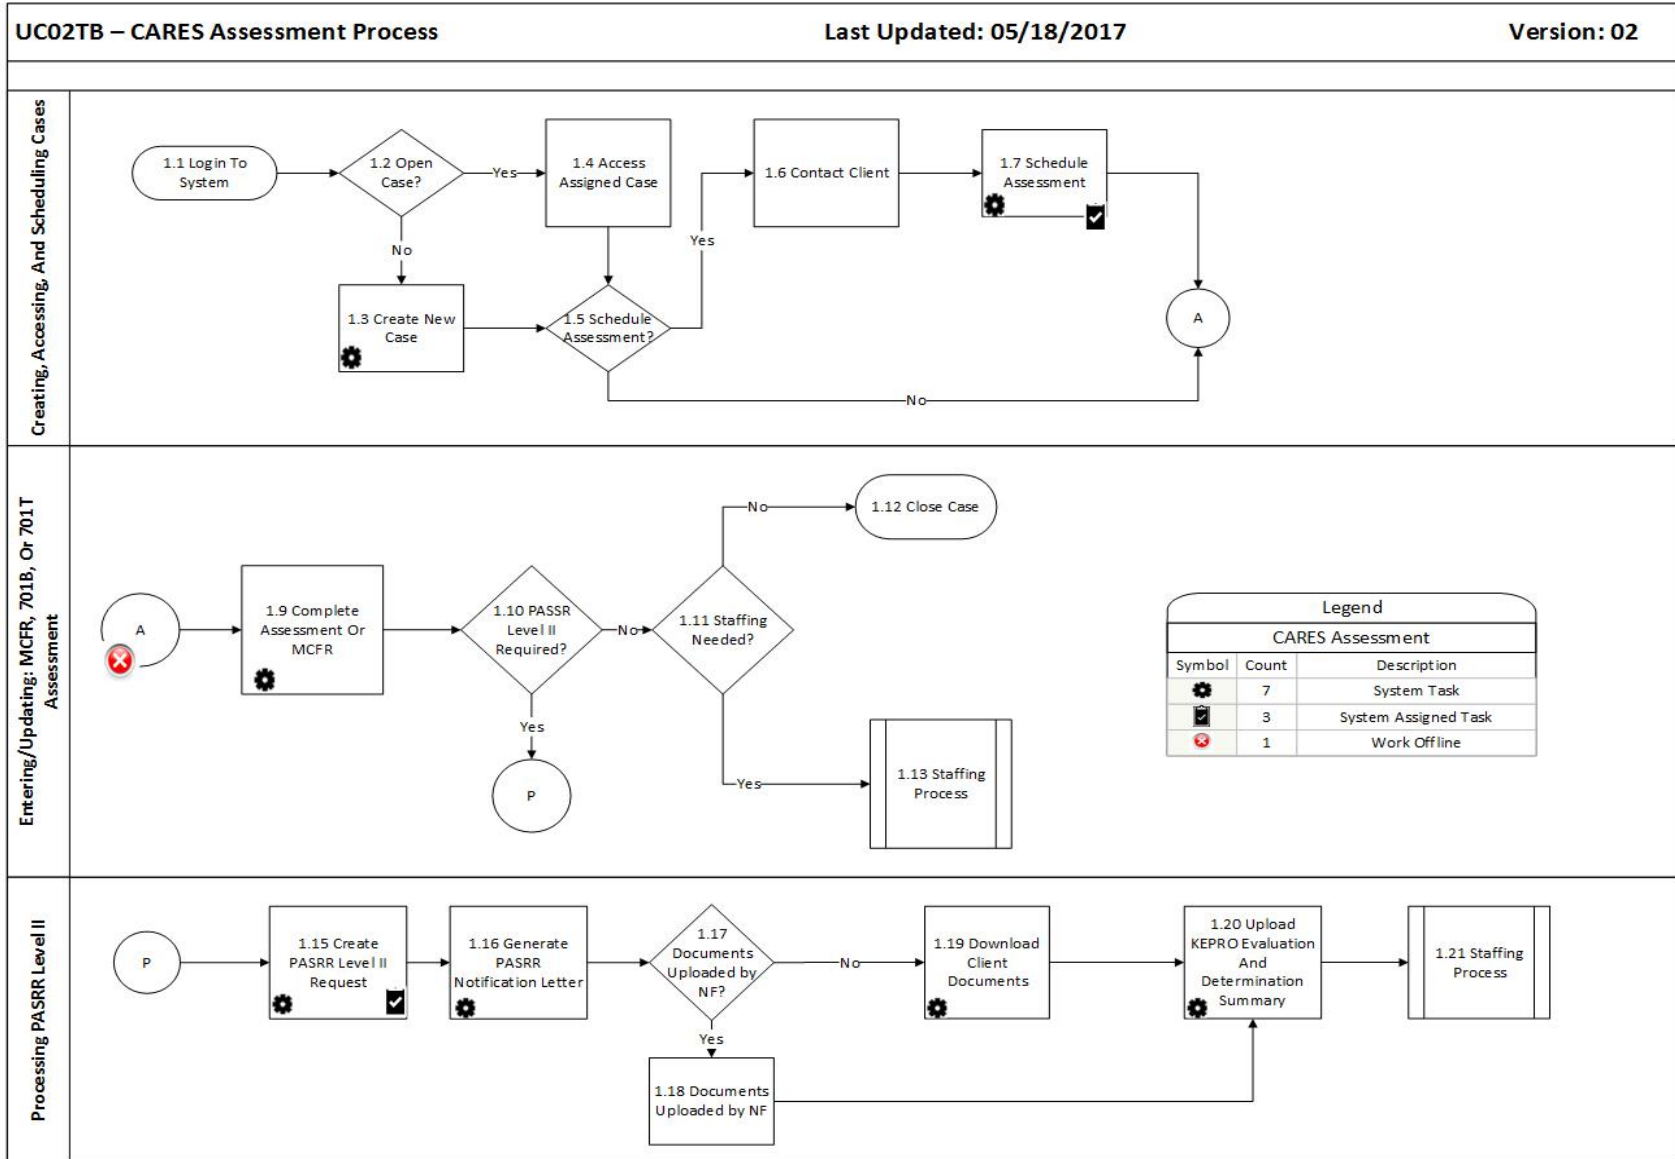 UC02TB – CARES Assessment Process
Last Updated: 05/18/2017
Version: 02
Creating, Accessing, And Scheduling Cases
1.1 Login To
System
1.2 Open
Case?
Yes
No
1.4 Access
Assigned Case
1.3 Create New
Case
1.5 Schedule
Assessment?
Yes
No
1.6 Contact Client
1.7 Schedule
Assessment
A
Entering/Updating: MCFR, 701B, Or 701T
Assessment
A
1.9 Complete
Assessment Or
MCFR
1.10 PASSR
Level II
Required?
No
Yes
P
1.11 Staffing
Needed?
No
1.12 Close Case
Yes
1.13 Staffing
Process
Legend
CARES Assessment
Symbol Count Description
7 System Task
3 System Assigned Task
1 Work Offline
Processing PASRR Level II
P
1.15 Create
PASRR Level II
Request
1.16 Generate
PASRR
Notification Letter
1.17
Documents
Uploaded by
NF?
No
Yes
1.18 Documents
Uploaded by NF
1.19 Download
Client
Documents
1.20 Upload
KEPRO Evaluation
And
Determination
Summary
1.21 Staffing
Process